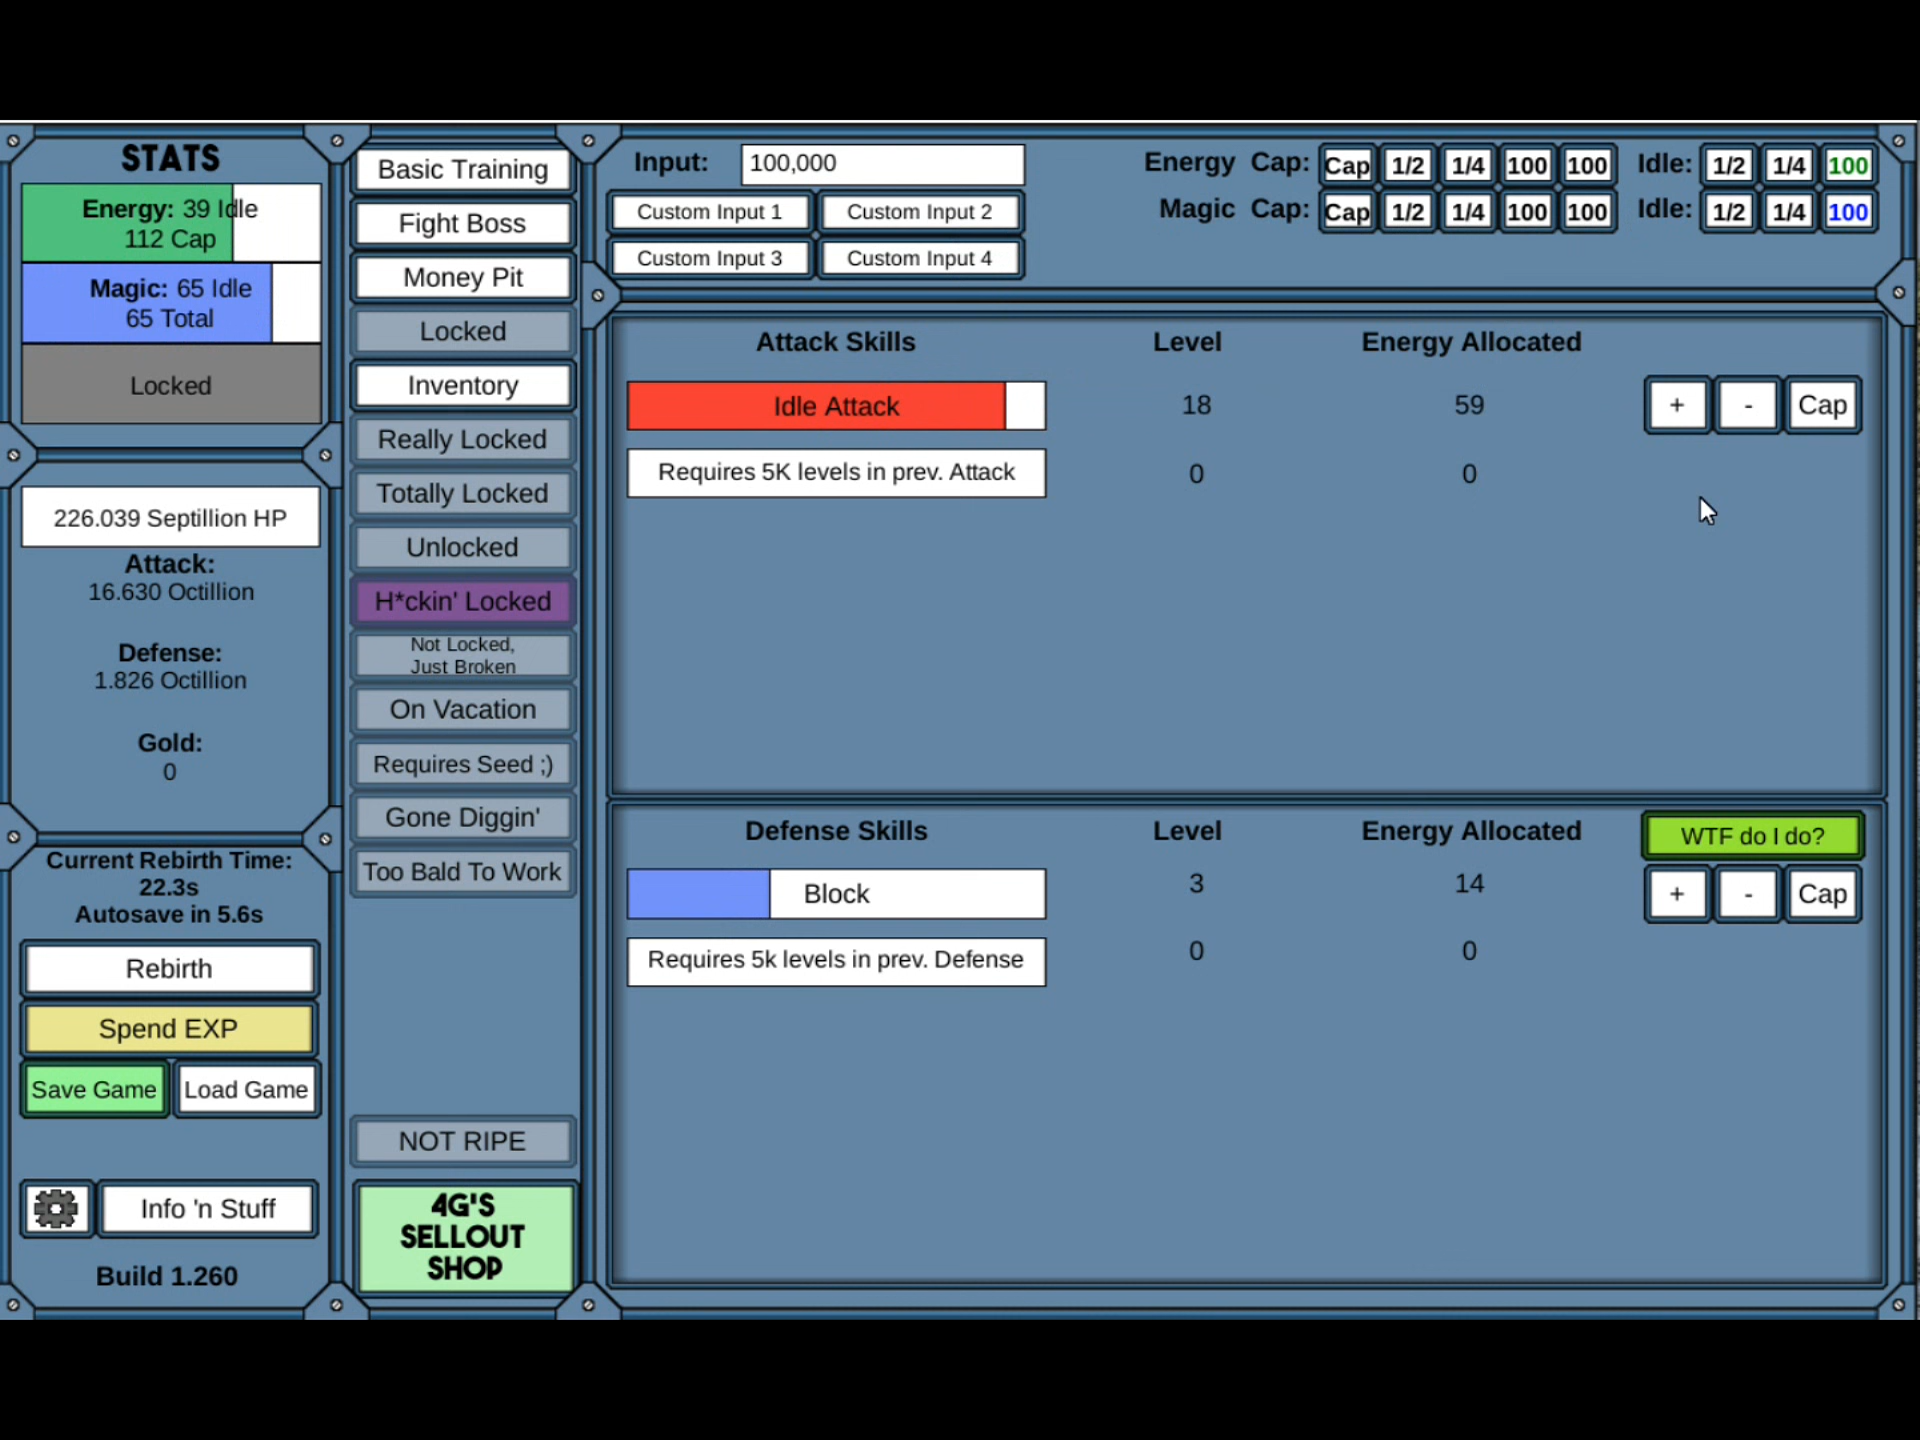 STATS
Energy: 39 Idle
112 Cap
Magic: 65 Idle
65 Total
Locked
226.039 Septillion HP
Attack:
16.630 Octillion
Defense:
1.826 Octillion
Gold:
0
Current Rebirth Time:
22.3s
Autosave in 5.6s
Rebirth
Spend EXP
Save Game
Load Game
Info 'n Stuff
Build 1.260
Basic Training
Fight Boss
Money Pit
Locked
Inventory
Really Locked
Totally Locked
Unlocked
H*ckin' Locked
Not Locked,
Just Broken
On Vacation
Requires Seed ;)
Gone Diggin'
Too Bald To Work
NOT RIPE
4G'S
SELLOUT
SHOP
Input: 100,000
Custom Input 1 Custom Input 2
Custom Input 3 Custom Input 4
Energy Cap: Cap 1/2 1/4 100 100 Idle: 1/2 1/4 100
Magic Cap: Cap 1/2 1/4 100 100 Idle: 1/2 1/4 100
Attack Skills Level Energy Allocated
Idle Attack 18 59 + - Cap
Requires 5K levels in prev. Attack 0 0
Defense Skills Level Energy Allocated WTF do I do?
Block 3 14 + - Cap
Requires 5k levels in prev. Defense 0 0